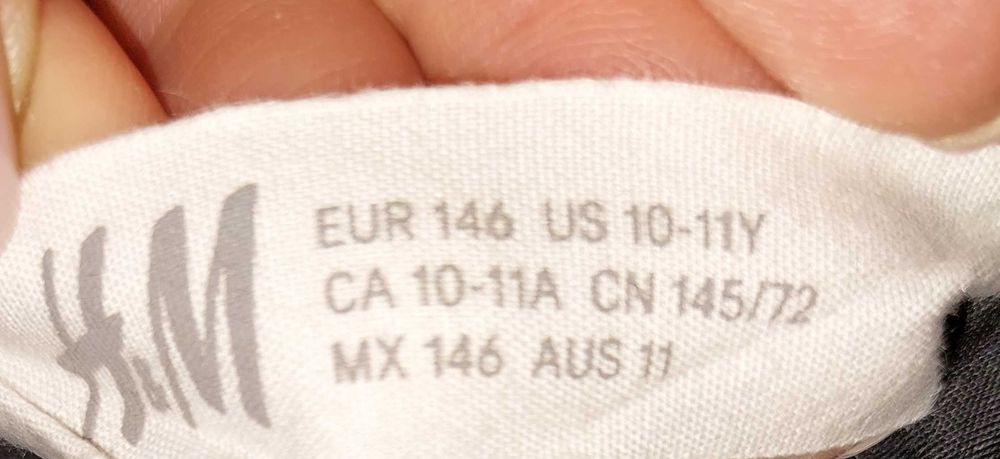 H&M
EUR 146 US 10-11Y
CA 10-11A CN 145/72
MX 146 AUS 11